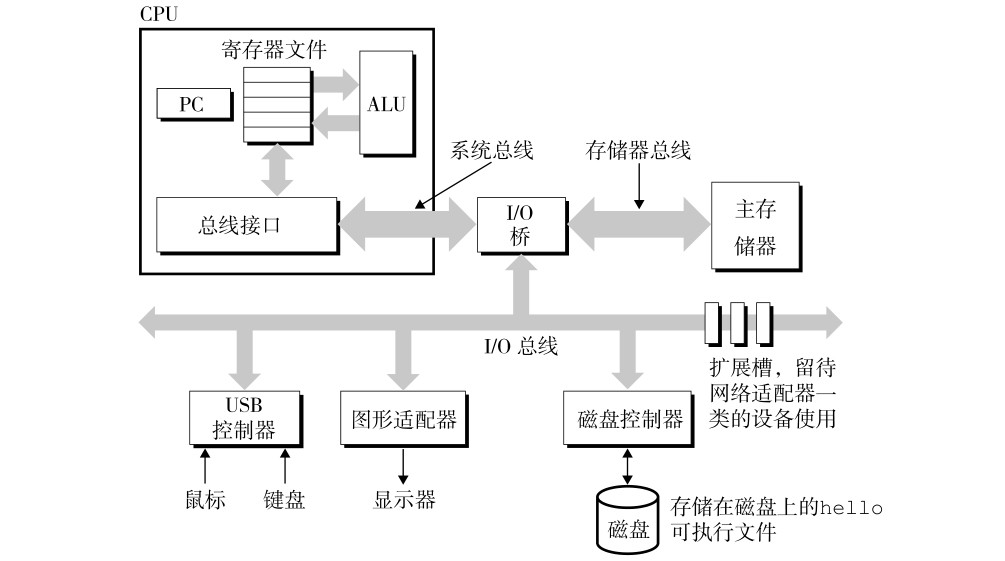 CPU
寄存器文件
PC
ALU
系统总线
存储器总线
总线接口
I/O
桥
主存
储器
I/O 总线
扩展槽，留待
网络适配器一
类的设备使用
USB
控制器
图形适配器
磁盘控制器
鼠标
键盘
显示器
磁盘
存储在磁盘上的hello
可执行文件